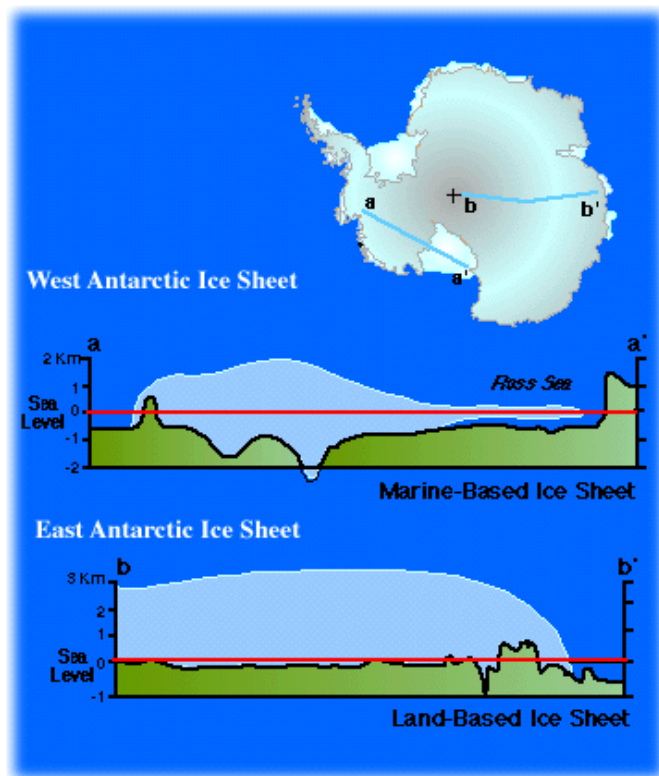 a b b'
a'
West Antarctic Ice Sheet
a a'
2 Km
1
Ross Sea
Sea
Level
0
-1
-2
Marine-Based Ice Sheet
East Antarctic Ice Sheet
b b'
3 Km
2
1
Sea
Level
0
-1
Land-Based Ice Sheet